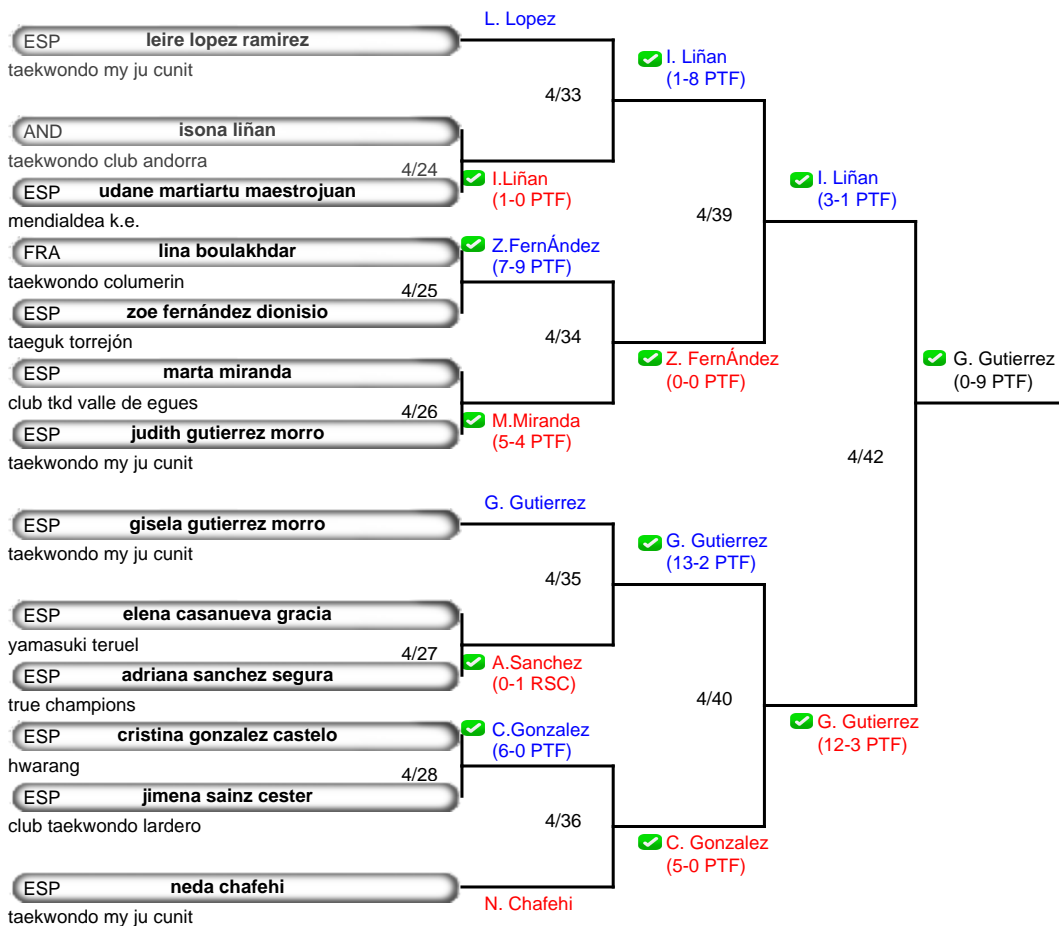 L. Lopez
ESP leire lopez ramirez
taekwondo my ju cunit
I. Liñan
(1-8 PTF)
4/33
AND isona liñan
taekwondo club andorra
4/24
I.Liñan
(1-0 PTF)
ESP udane martiartu maestrojuan
mendialdea k.e.
I. Liñan
(3-1 PTF)
4/39
FRA lina boulakhdar
taekwondo columerin
Z.FernÁndez
(7-9 PTF)
4/25
ESP zoe fernández dionisio
taeguk torrejón
4/34
Z. FernÁndez
(0-0 PTF)
G. Gutierrez
(0-9 PTF)
ESP marta miranda
club tkd valle de egues
4/26
M.Miranda
(5-4 PTF)
ESP judith gutierrez morro
taekwondo my ju cunit
4/42
G. Gutierrez
ESP gisela gutierrez morro
taekwondo my ju cunit
G. Gutierrez
(13-2 PTF)
4/35
ESP elena casanueva gracia
yamasuki teruel
4/27
A.Sanchez
(0-1 RSC)
ESP adriana sanchez segura
true champions
4/40
G. Gutierrez
(12-3 PTF)
ESP cristina gonzalez castelo
hwarang
C.Gonzalez
(6-0 PTF)
4/28
ESP jimena sainz cester
club taekwondo lardero
4/36
C. Gonzalez
(5-0 PTF)
ESP neda chafehi
taekwondo my ju cunit
N. Chafehi